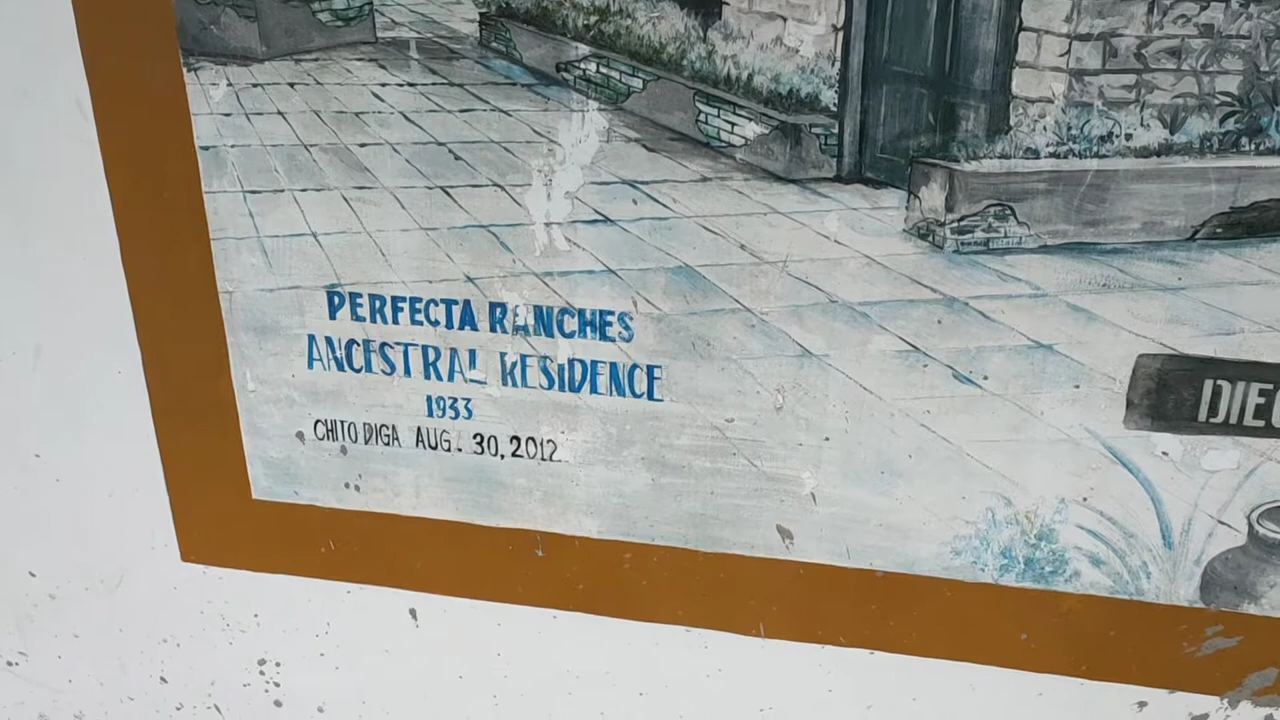 PERFECTA RANCHES
ANCESTRAL RESIDENCE
1933
CHITO DIGA AUG. 30, 2012